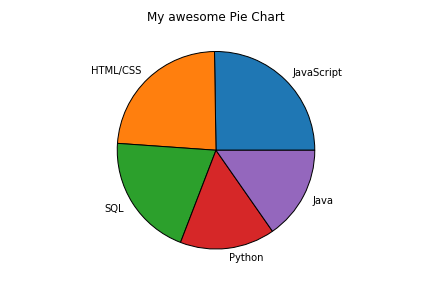 My awesome Pie Chart
HTML/CSS
JavaScript
SQL
Java
Python